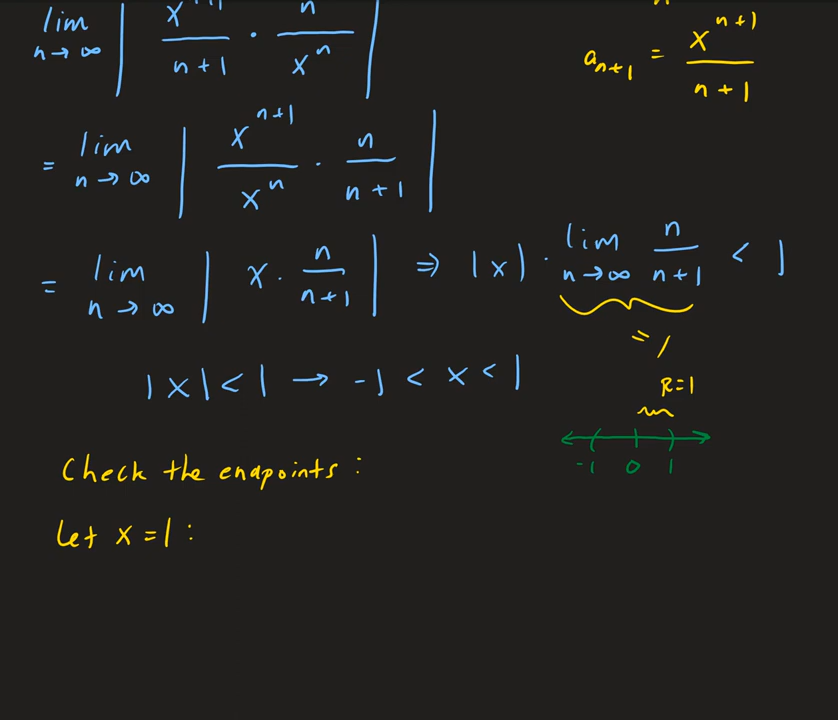 lim n→∞ | x^(n+1)/(n+1) · n/x^n |
a_(n+1) = x^(n+1)/(n+1)
= lim n→∞ | x^(n+1)/x^n · n/(n+1) |
= lim n→∞ | x · n/(n+1) | ⇒ |x| · lim n→∞ n/(n+1) < 1
= 1
|x| < 1 → -1 < x < 1
R=1
-1 0 1
Check the endpoints:
Let x = 1: